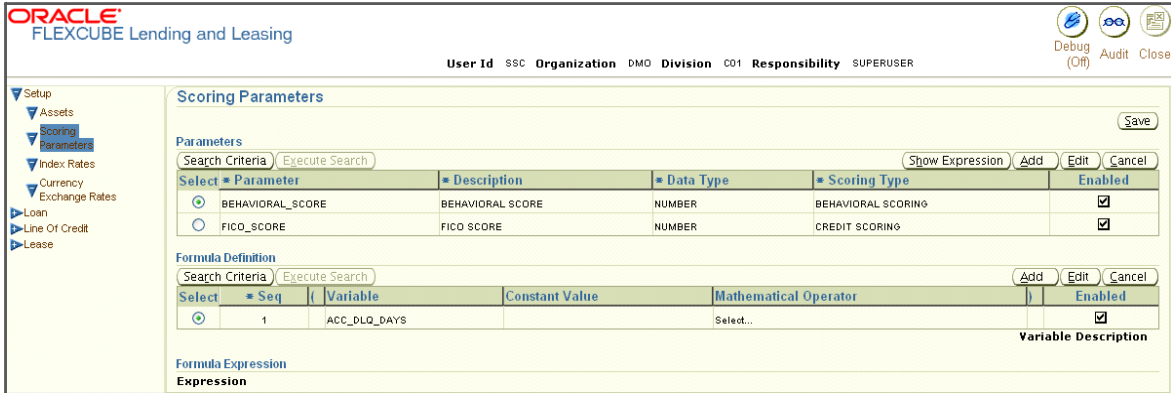 ORACLE
FLEXCUBE Lending and Leasing
Debug (Off)
Audit
Close
User Id SSC Organization DMO Division C01 Responsibility SUPERUSER
Setup
Assets
Scoring
Parameters
Index Rates
Currency
Exchange Rates
Loan
Line Of Credit
Lease
Scoring Parameters
Save
Parameters
Search Criteria Execute Search Show Expression Add Edit Cancel
Select * Parameter * Description * Data Type * Scoring Type Enabled
BEHAVIORAL_SCORE BEHAVIORAL SCORE NUMBER BEHAVIORAL SCORING
FICO_SCORE FICO SCORE NUMBER CREDIT SCORING
Formula Definition
Search Criteria Execute Search Add Edit Cancel
Select * Seq ( Variable Constant Value Mathematical Operator ) Enabled
1 ACC_DLQ_DAYS Select...
Variable Description
Formula Expression
Expression